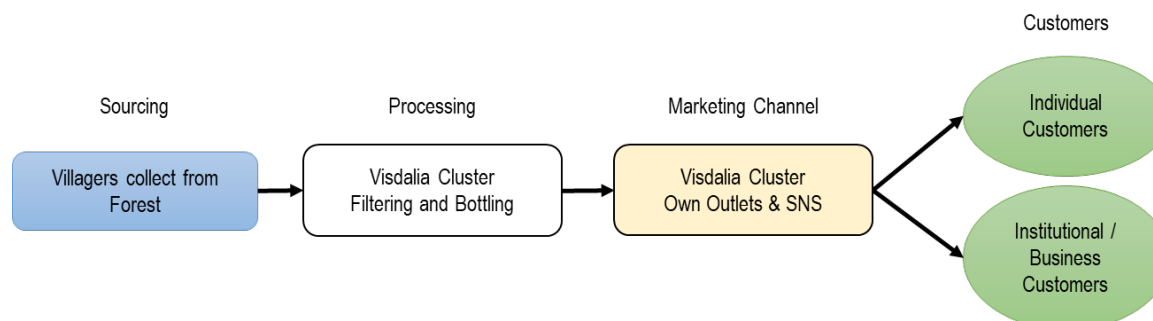 Customers
Sourcing
Processing
Marketing Channel
Villagers collect from
Forest
Visdalia Cluster
Filtering and Bottling
Visdalia Cluster
Own Outlets & SNS
Individual
Customers
Institutional /
Business
Customers